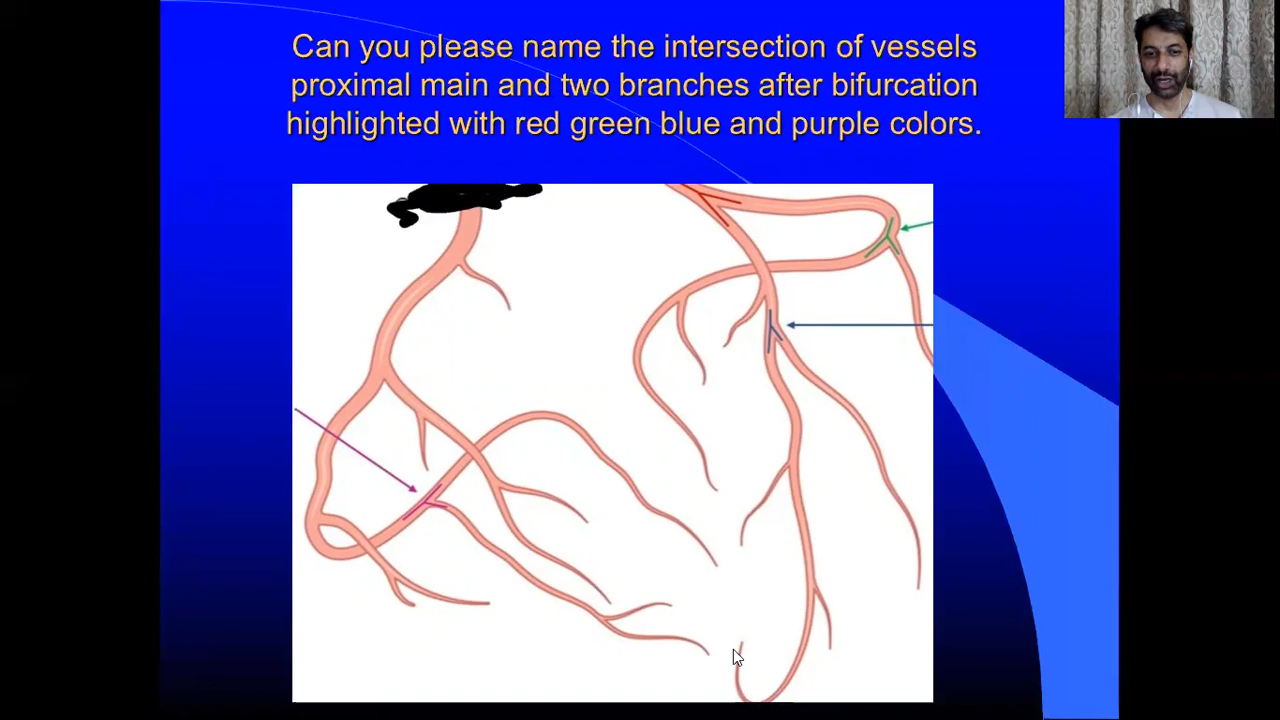 Can you please name the intersection of vessels
proximal main and two branches after bifurcation
highlighted with red green blue and purple colors.